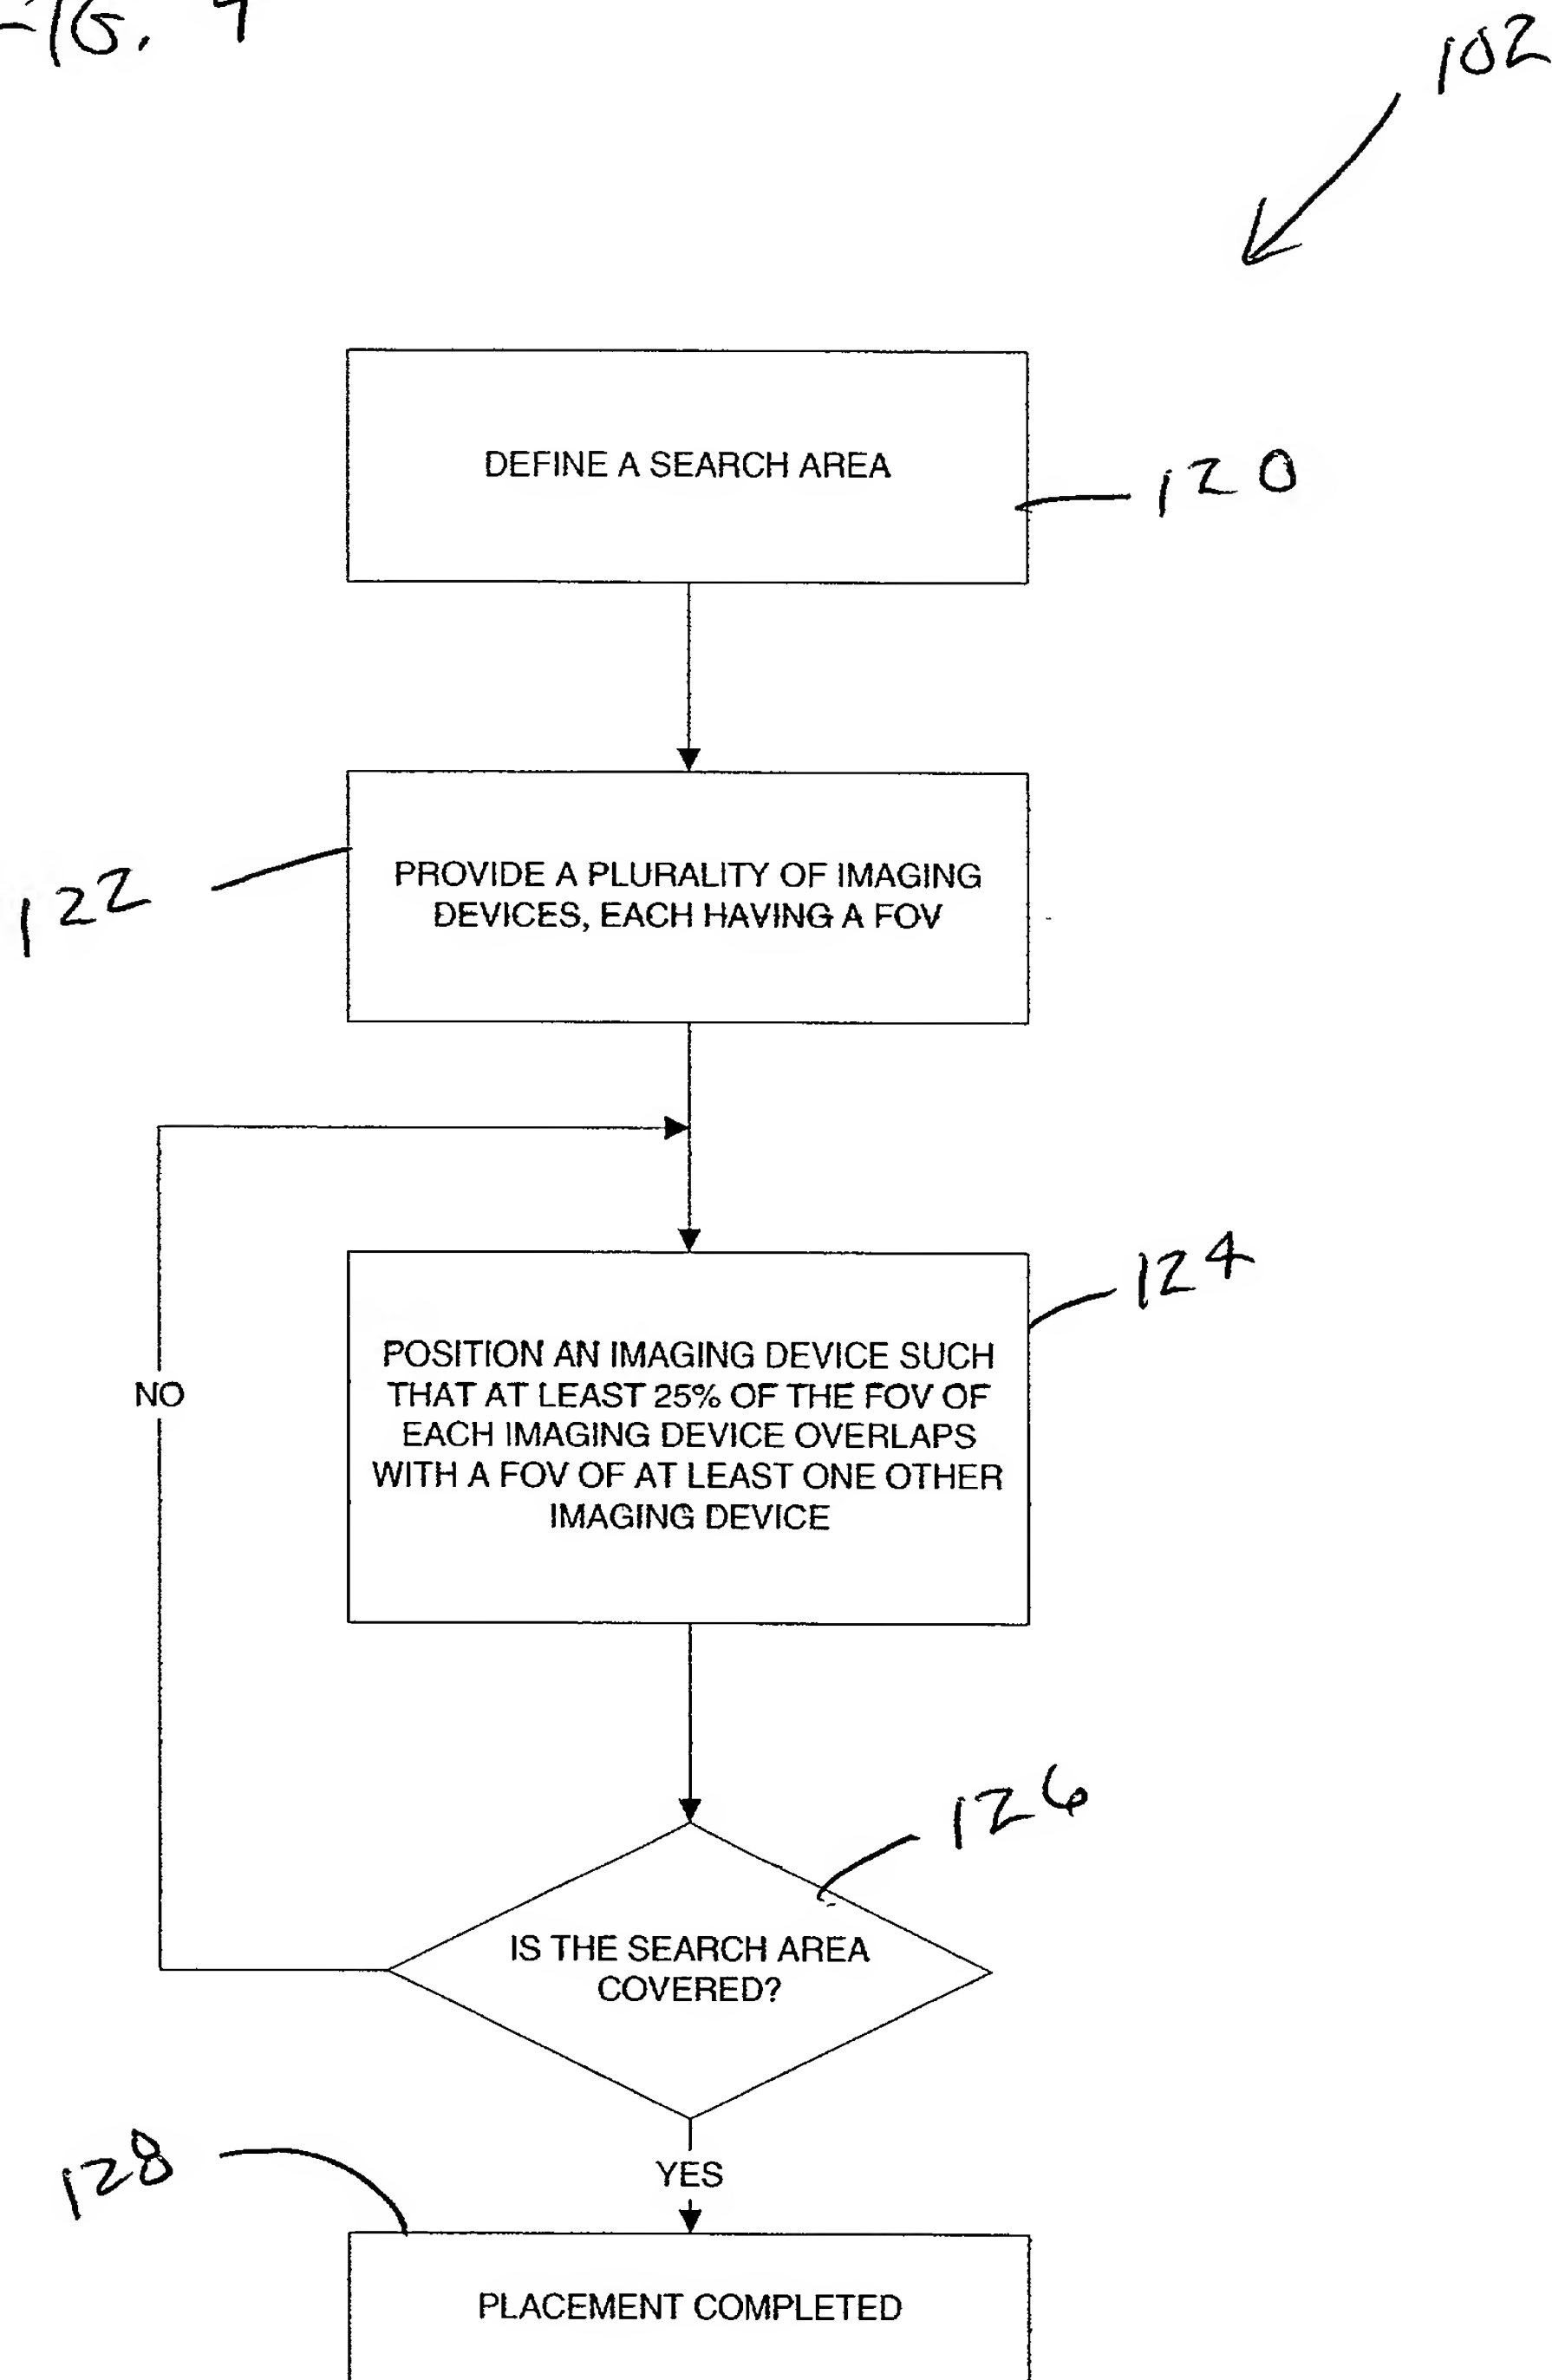 102
DEFINE A SEARCH AREA
120
PROVIDE A PLURALITY OF IMAGING
DEVICES, EACH HAVING A FOV
122
POSITION AN IMAGING DEVICE SUCH
THAT AT LEAST 25% OF THE FOV OF
EACH IMAGING DEVICE OVERLAPS
WITH A FOV OF AT LEAST ONE OTHER
IMAGING DEVICE
124
NO
126
IS THE SEARCH AREA
COVERED?
YES
128
PLACEMENT COMPLETED